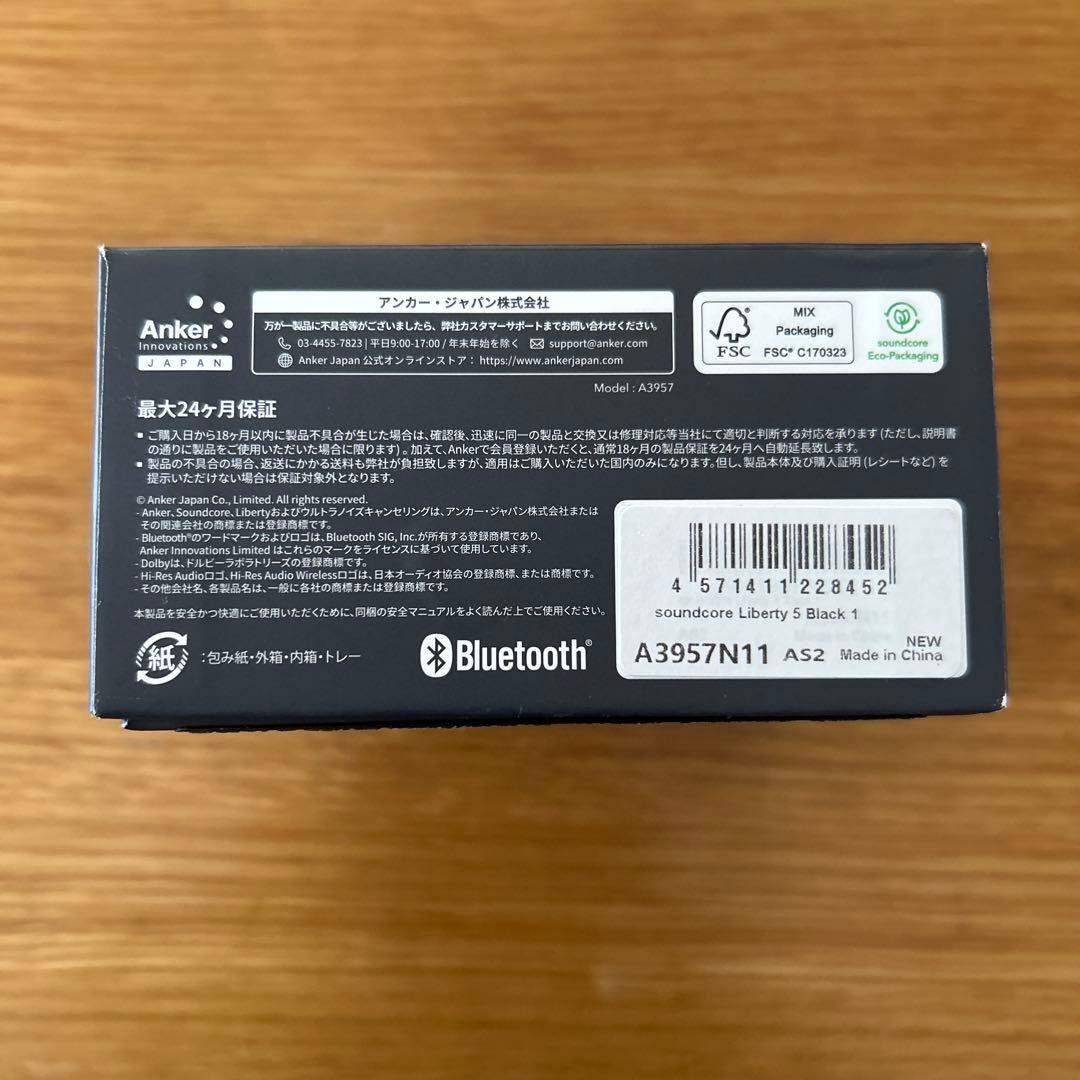 Anker
Innovations
JAPAN
アンカー・ジャパン株式会社
万が一製品に不具合等がございましたら、弊社カスタマーサポートまでお問い合わせください。
03-4455-7823 | 平日9:00-17:00 / 年末年始を除く support@anker.com
Anker Japan 公式オンラインストア： https://www.ankerjapan.com
Model : A3957
FSC
MIX
Packaging
FSC® C170323
soundcore
Eco-Packaging
最大24ヶ月保証
▪ ご購入日から18ヶ月以内に製品不具合が生じた場合は、確認後、迅速に同一の製品と交換又は修理対応等当社にて適切と判断する対応を承ります (ただし、説明書
の通りに製品をご使用いただいた場合に限ります) 。加えて、Ankerで会員登録いただくと、通常18ヶ月の製品保証を24ヶ月へ自動延長致します。
▪ 製品の不具合の場合、返送にかかる送料も弊社が負担致しますが、適用はご購入いただいた国内のみになります。但し、製品本体及び購入証明 (レシートなど) を
提示いただけない場合は保証対象外となります。
© Anker Japan Co., Limited. All rights reserved.
- Anker、Soundcore、Libertyおよびウルトラノイズキャンセリングは、アンカー・ジャパン株式会社または
その関連会社の商標または登録商標です。
- Bluetooth®のワードマークおよびロゴは、Bluetooth SIG, Inc.が所有する登録商標であり、
Anker Innovations Limited はこれらのマークをライセンスに基づいて使用しています。
- Dolbyは、ドルビーラボラトリーズの登録商標です。
- Hi-Res Audioロゴ、Hi-Res Audio Wirelessロゴは、日本オーディオ協会の登録商標、または商標です。
- その他会社名、各製品名は、一般に各社の商標または登録商標です。
本製品を安全かつ快適にご使用いただくために、同梱の安全マニュアルをよく読んだ上でご使用ください。
紙 :包み紙・外箱・内箱・トレー
Bluetooth®
4 571411 228452
soundcore Liberty 5 Black 1
NEW
A3957N11 AS2 Made in China